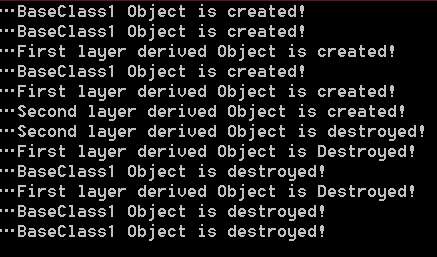 ···BaseClass1 Object is created!
···BaseClass1 Object is created!
···First layer derived Object is created!
···BaseClass1 Object is created!
···First layer derived Object is created!
···Second layer derived Object is created!
···Second layer derived Object is destroyed!
···First layer derived Object is Destroyed!
···BaseClass1 Object is destroyed!
···First layer derived Object is Destroyed!
···BaseClass1 Object is destroyed!
···BaseClass1 Object is destroyed!